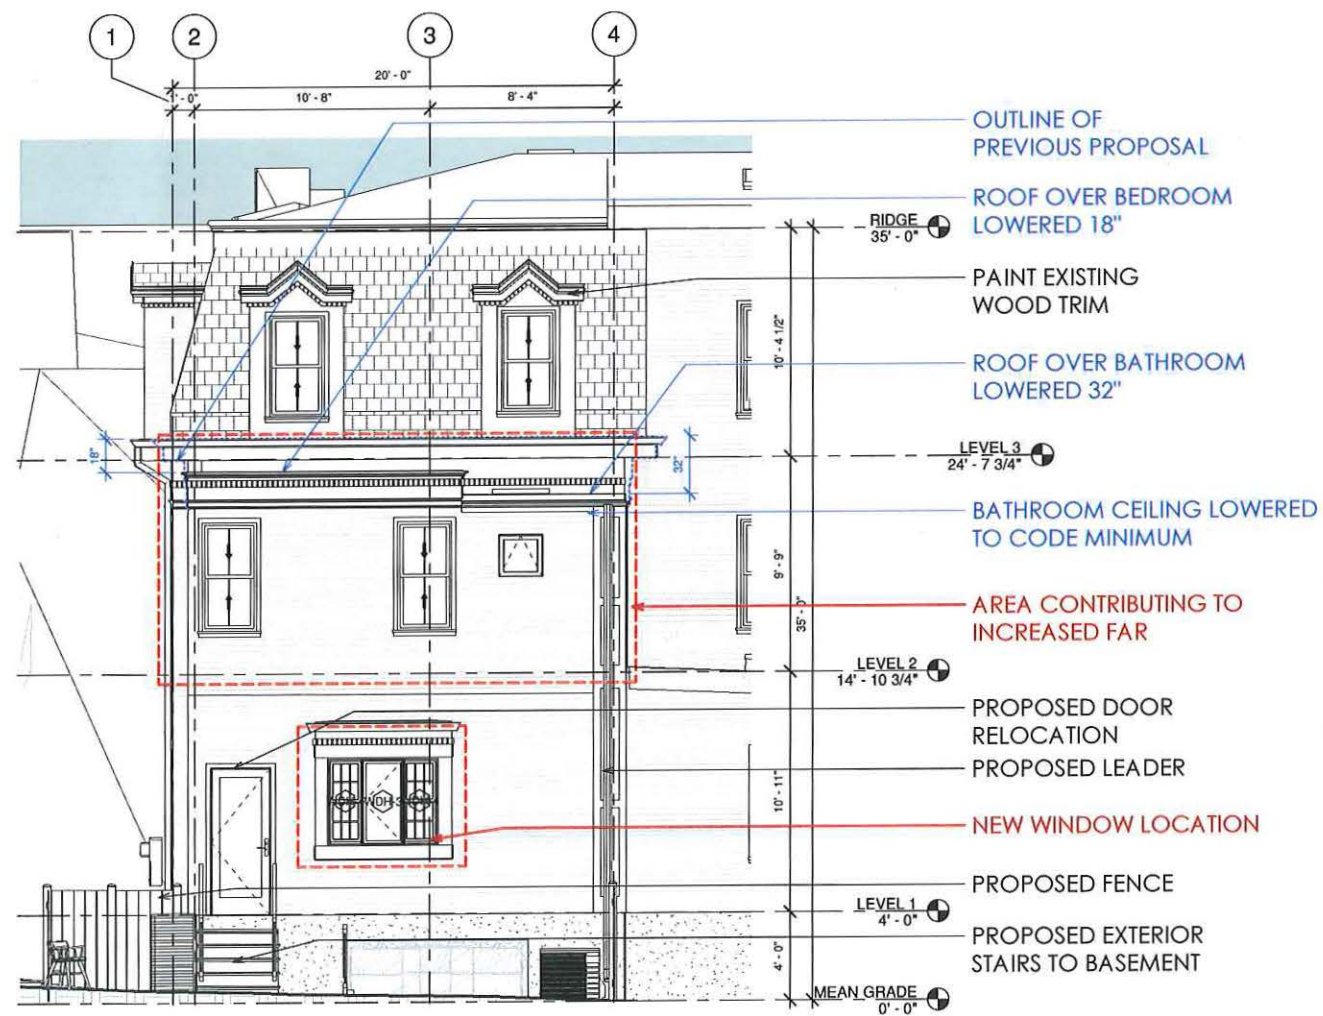 1
2
3
4
20' - 0"
1' - 0"
10' - 8"
8' - 4"
OUTLINE OF
PREVIOUS PROPOSAL
ROOF OVER BEDROOM
LOWERED 18"
RIDGE
35' - 0"
PAINT EXISTING
WOOD TRIM
10' - 4 1/2"
ROOF OVER BATHROOM
LOWERED 32"
18"
32"
LEVEL 3
24' - 7 3/4"
BATHROOM CEILING LOWERED
TO CODE MINIMUM
9' - 9"
35' - 0"
AREA CONTRIBUTING TO
INCREASED FAR
LEVEL 2
14' - 10 3/4"
PROPOSED DOOR
RELOCATION
PROPOSED LEADER
10' - 11"
NEW WINDOW LOCATION
PROPOSED FENCE
LEVEL 1
4' - 0"
PROPOSED EXTERIOR
STAIRS TO BASEMENT
4' - 0"
MEAN GRADE
0' - 0"